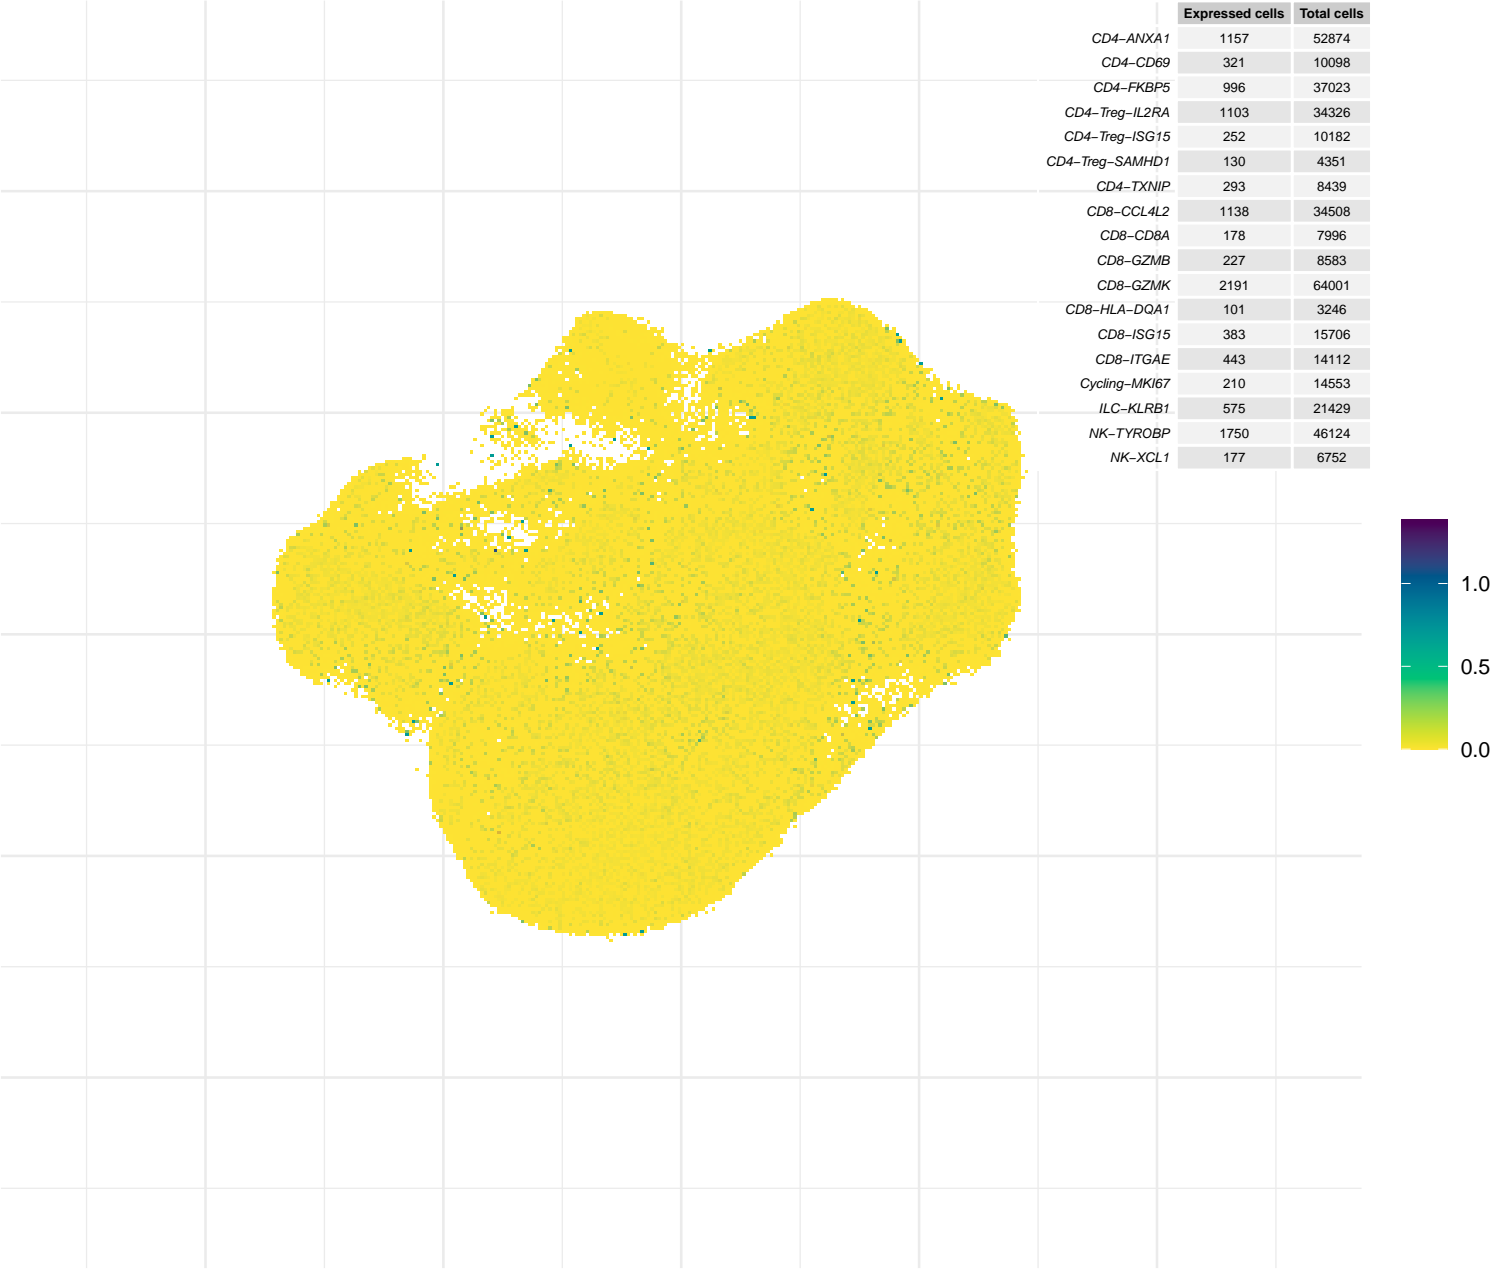 Expressed cells Total cells
CD4−ANXA1 1157 52874
CD4−CD69 321 10098
CD4−FKBP5 996 37023
CD4−Treg−IL2RA 1103 34326
CD4−Treg−ISG15 252 10182
CD4−Treg−SAMHD1 130 4351
CD4−TXNIP 293 8439
CD8−CCL4L2 1138 34508
CD8−CD8A 178 7996
CD8−GZMB 227 8583
CD8−GZMK 2191 64001
CD8−HLA−DQA1 101 3246
CD8−ISG15 383 15706
CD8−ITGAE 443 14112
Cycling−MKI67 210 14553
ILC−KLRB1 575 21429
NK−TYROBP 1750 46124
NK−XCL1 177 6752
1.0
0.5
0.0